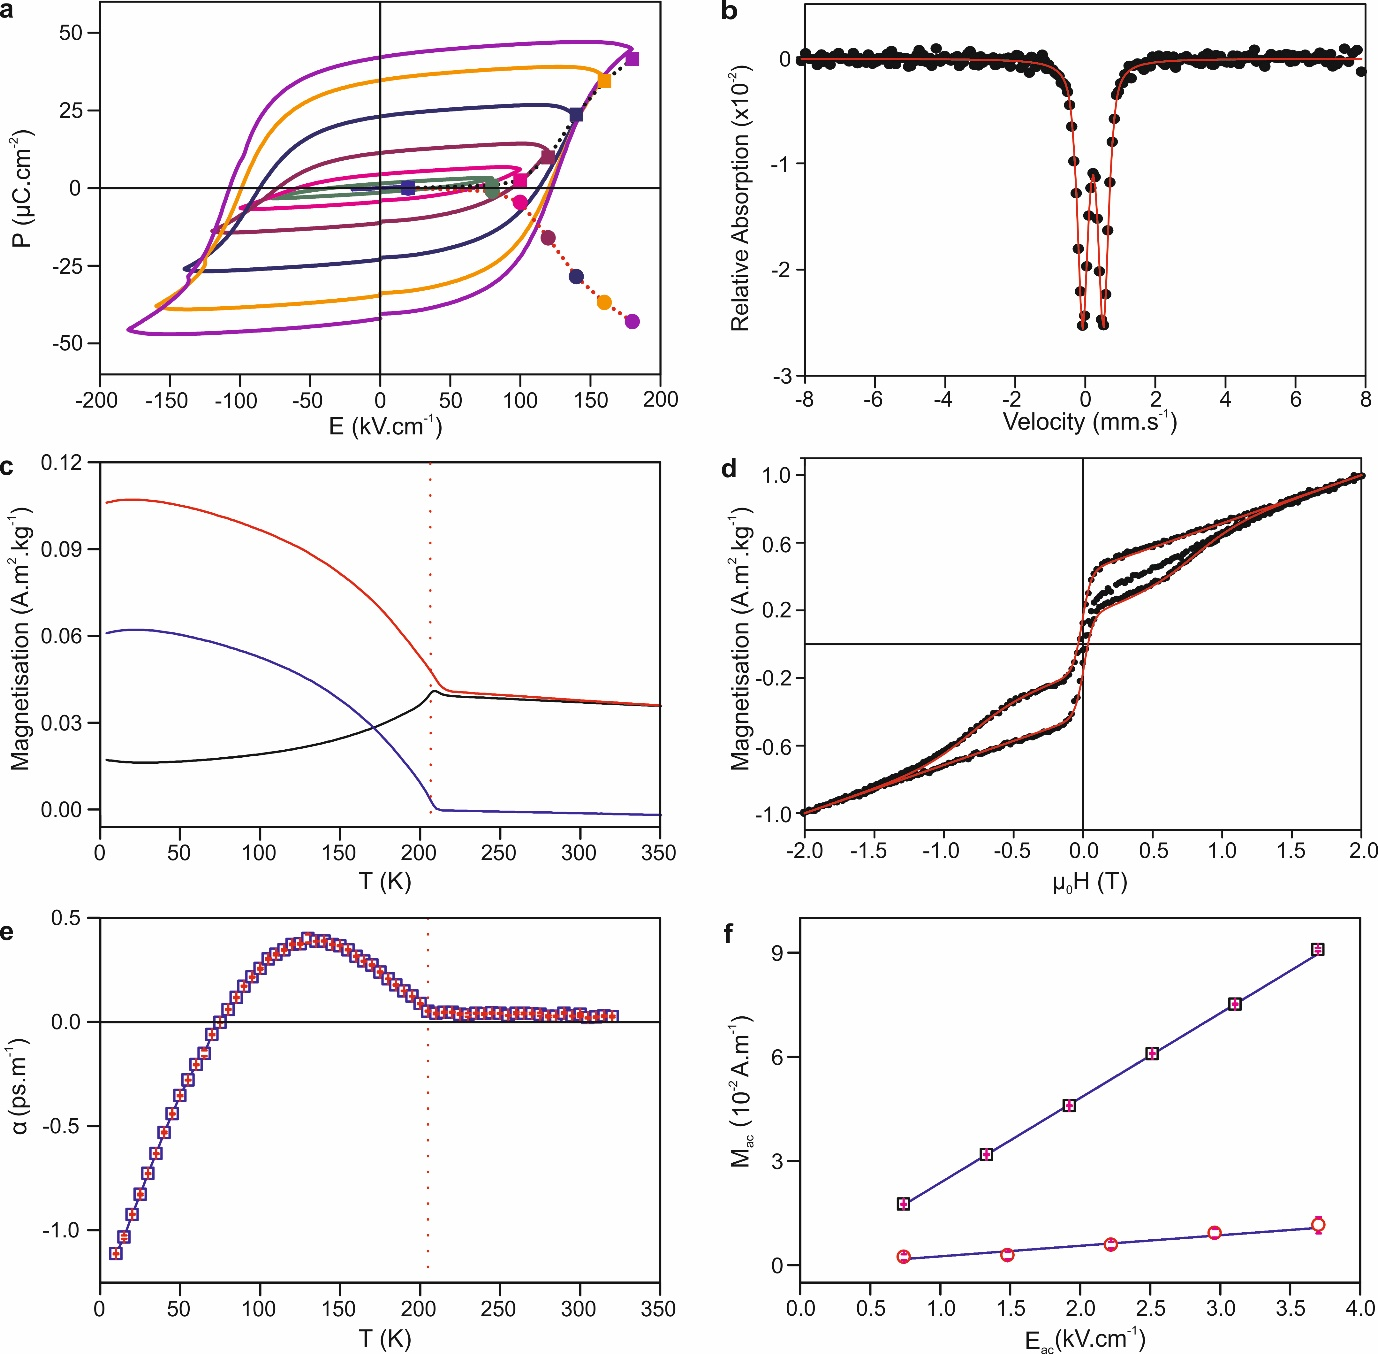 a
50
25
0
-25
-50
P (μC.cm-2)
-200 -150 -100 -50 0 50 100 150 200
E (kV.cm-1)
b
0
-1
-2
-3
Relative Absorption (x10-2)
-8 -6 -4 -2 0 2 4 6 8
Velocity (mm.s-1)
c
0.12
0.09
0.06
0.03
0.00
Magnetisation (A.m2.kg-1)
0 50 100 150 200 250 300 350
T (K)
d
1.0
0.6
0.2
-0.2
-0.6
-1.0
Magnetisation (A.m2.kg-1)
-2.0 -1.5 -1.0 -0.5 0.0 0.5 1.0 1.5 2.0
μ0H (T)
e
0.5
0.0
-0.5
-1.0
α (ps.m-1)
0 50 100 150 200 250 300 350
T (K)
f
9
6
3
0
Mac (10-2 A.m-1)
0.0 0.5 1.0 1.5 2.0 2.5 3.0 3.5 4.0
Eac(kV.cm-1)